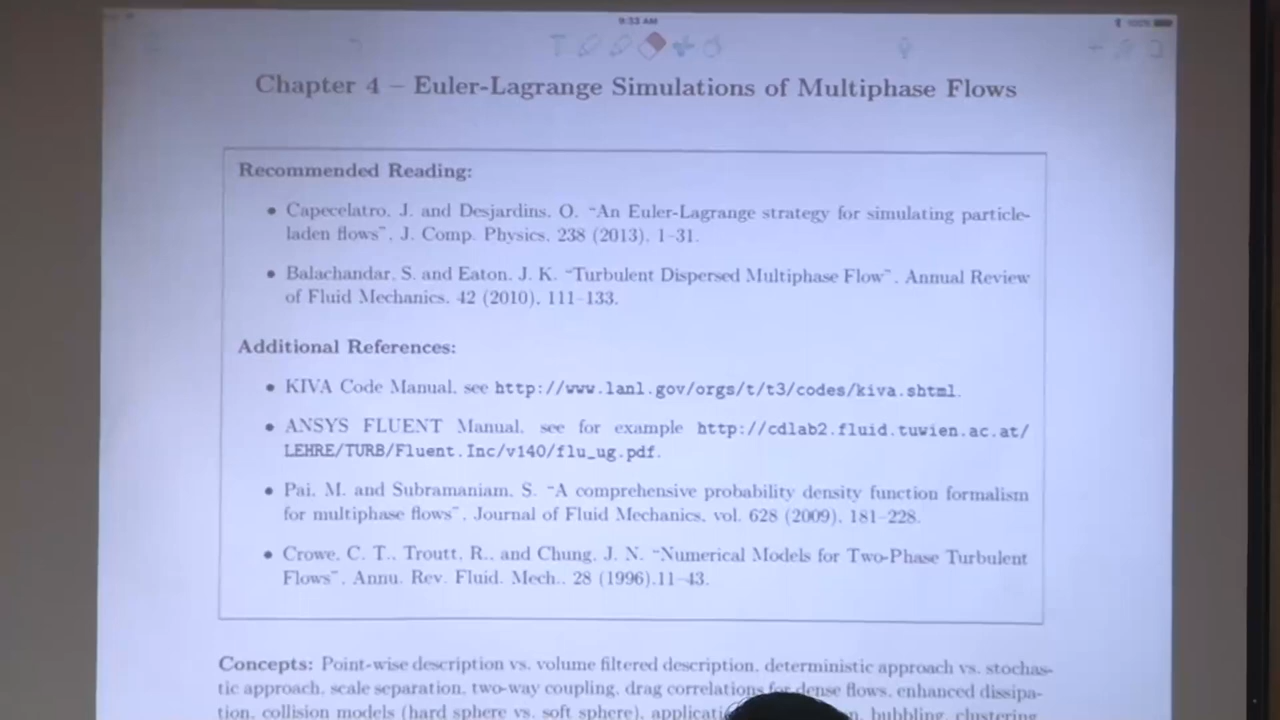 9:33 AM
100%
Chapter 4 – Euler-Lagrange Simulations of Multiphase Flows
Recommended Reading:
• Capecelatro, J. and Desjardins, O. “An Euler-Lagrange strategy for simulating particle-
laden flows”, J. Comp. Physics, 238 (2013), 1–31.
• Balachandar, S. and Eaton, J. K. “Turbulent Dispersed Multiphase Flow”, Annual Review
of Fluid Mechanics, 42 (2010), 111–133.
Additional References:
• KIVA Code Manual, see http://www.lanl.gov/orgs/t/t3/codes/kiva.shtml.
• ANSYS FLUENT Manual, see for example http://cdlab2.fluid.tuwien.ac.at/
LEHRE/TURB/Fluent.Inc/v140/flu_ug.pdf.
• Pai, M. and Subramaniam, S. “A comprehensive probability density function formalism
for multiphase flows”, Journal of Fluid Mechanics, vol. 628 (2009), 181–228.
• Crowe, C. T., Troutt, R., and Chung, J. N. “Numerical Models for Two-Phase Turbulent
Flows”, Annu. Rev. Fluid. Mech., 28 (1996),11–43.
Concepts: Point-wise description vs. volume filtered description, deterministic approach vs. stochas-
tic approach, scale separation, two-way coupling, drag correlations for dense flows, enhanced dissipa-
tion, collision models (hard sphere vs. soft sphere), bubbling, clustering